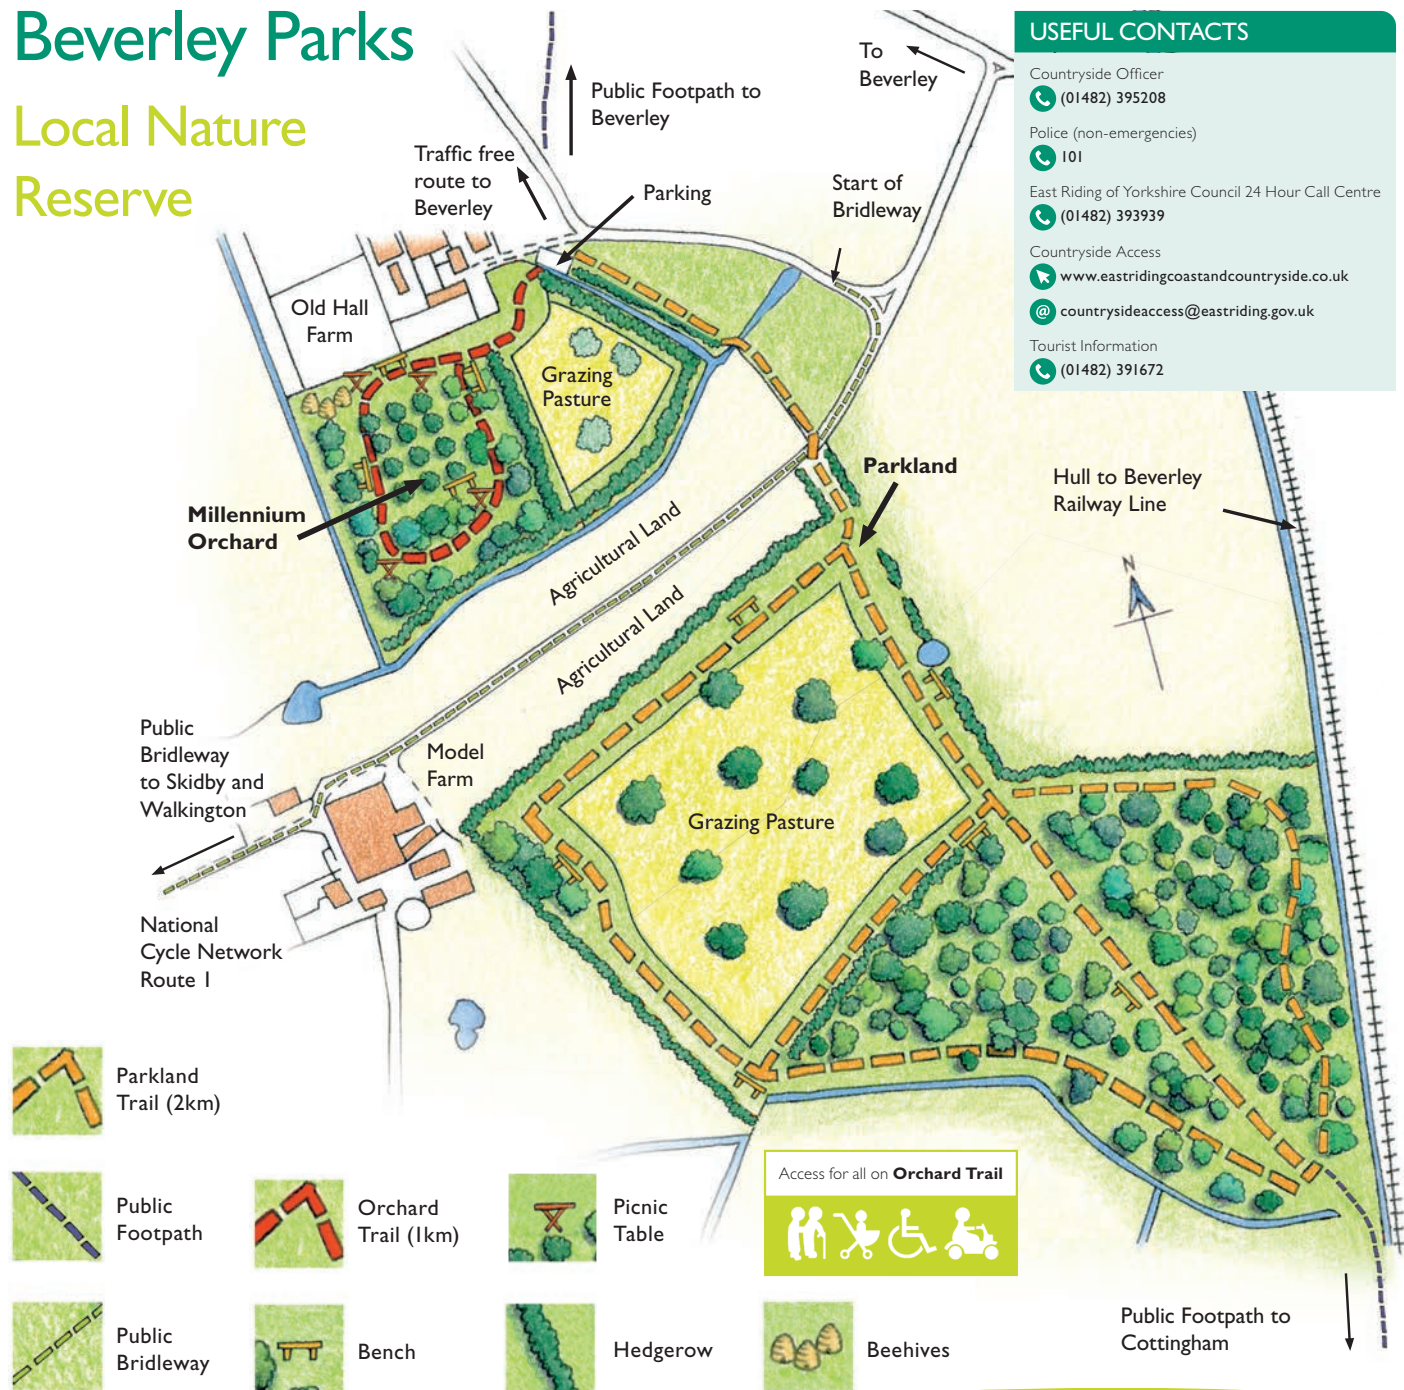 Beverley Parks
Local Nature
Reserve
To
Beverley
Public Footpath to
Beverley
Traffic free
route to
Beverley
Parking
Start of
Bridleway
USEFUL CONTACTS
Countryside Officer
(01482) 395208
Police (non-emergencies)
101
East Riding of Yorkshire Council 24 Hour Call Centre
(01482) 393939
Countryside Access
www.eastridingcoastandcountryside.co.uk
@ countrysideaccess@eastriding.gov.uk
Tourist Information
(01482) 391672
Old Hall
Farm
Grazing
Pasture
Millennium
Orchard
Parkland
Hull to Beverley
Railway Line
Agricultural Land
Agricultural Land
N
Public
Bridleway
to Skidby and
Walkington
Model
Farm
Grazing Pasture
National
Cycle Network
Route 1
Parkland
Trail (2km)
Public
Footpath
Orchard
Trail (1km)
Picnic
Table
Access for all on Orchard Trail
Public
Bridleway
Bench
Hedgerow
Beehives
Public Footpath to
Cottingham